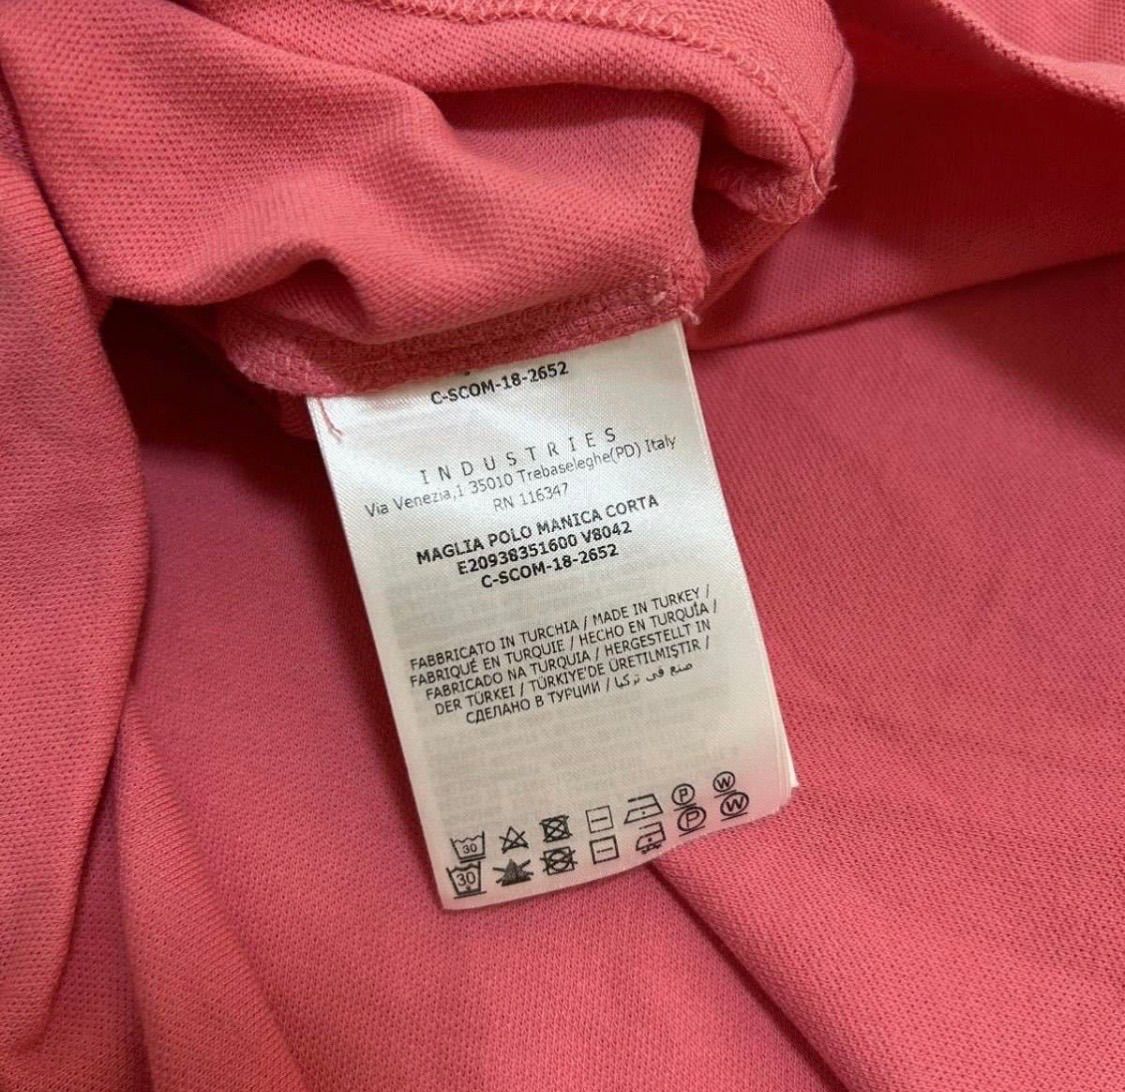 C-SCOM-18-2652
INDUSTRIES
Via Venezia,1 35010 Trebaseleghe(PD) Italy
RN 116347
MAGLIA POLO MANICA CORTA
E20938351600 V8042
C-SCOM-18-2652
FABBRICATO IN TURCHIA / MADE IN TURKEY /
FABRIQUÉ EN TURQUIE / HECHO EN TURQUÍA /
FABRICADO NA TURQUIA / HERGESTELLT IN
DER TÜRKEI / TÜRKIYE'DE ÜRETILMIŞTIR /
СДЕЛАНО В ТУРЦИИ / صنع في تركيا
30 P W
30 P W